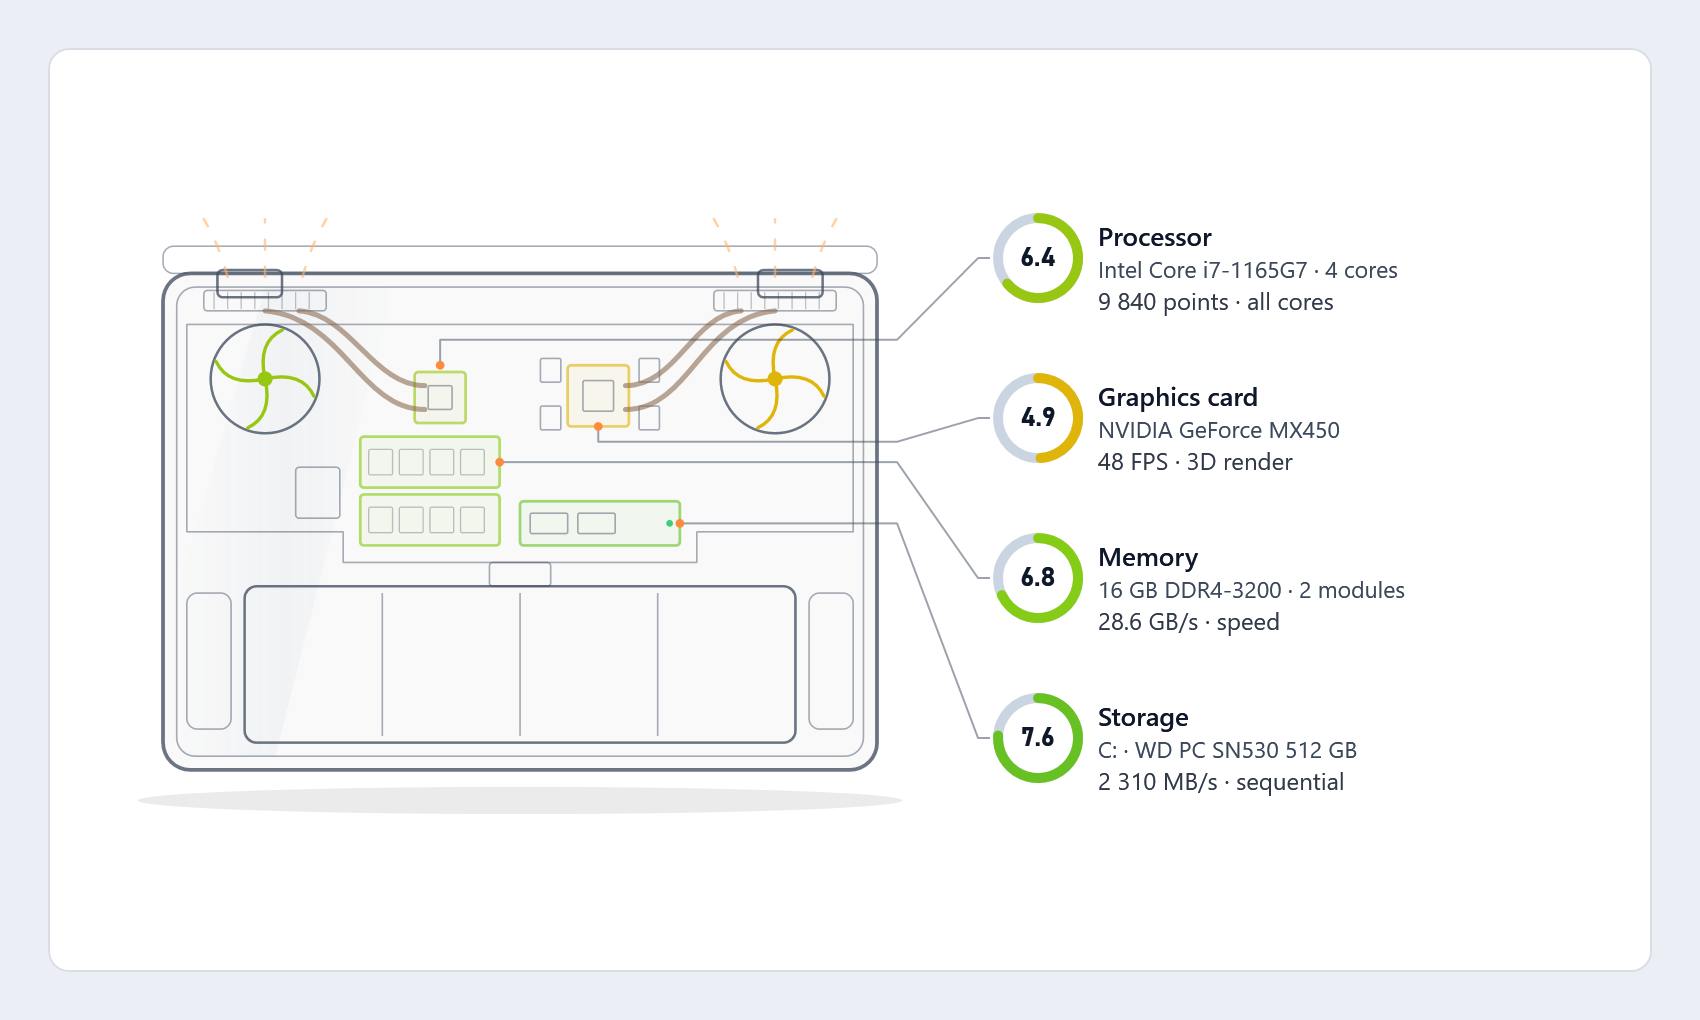 6.4
Processor
Intel Core i7-1165G7 · 4 cores
9 840 points · all cores
4.9
Graphics card
NVIDIA GeForce MX450
48 FPS · 3D render
6.8
Memory
16 GB DDR4-3200 · 2 modules
28.6 GB/s · speed
7.6
Storage
C: · WD PC SN530 512 GB
2 310 MB/s · sequential